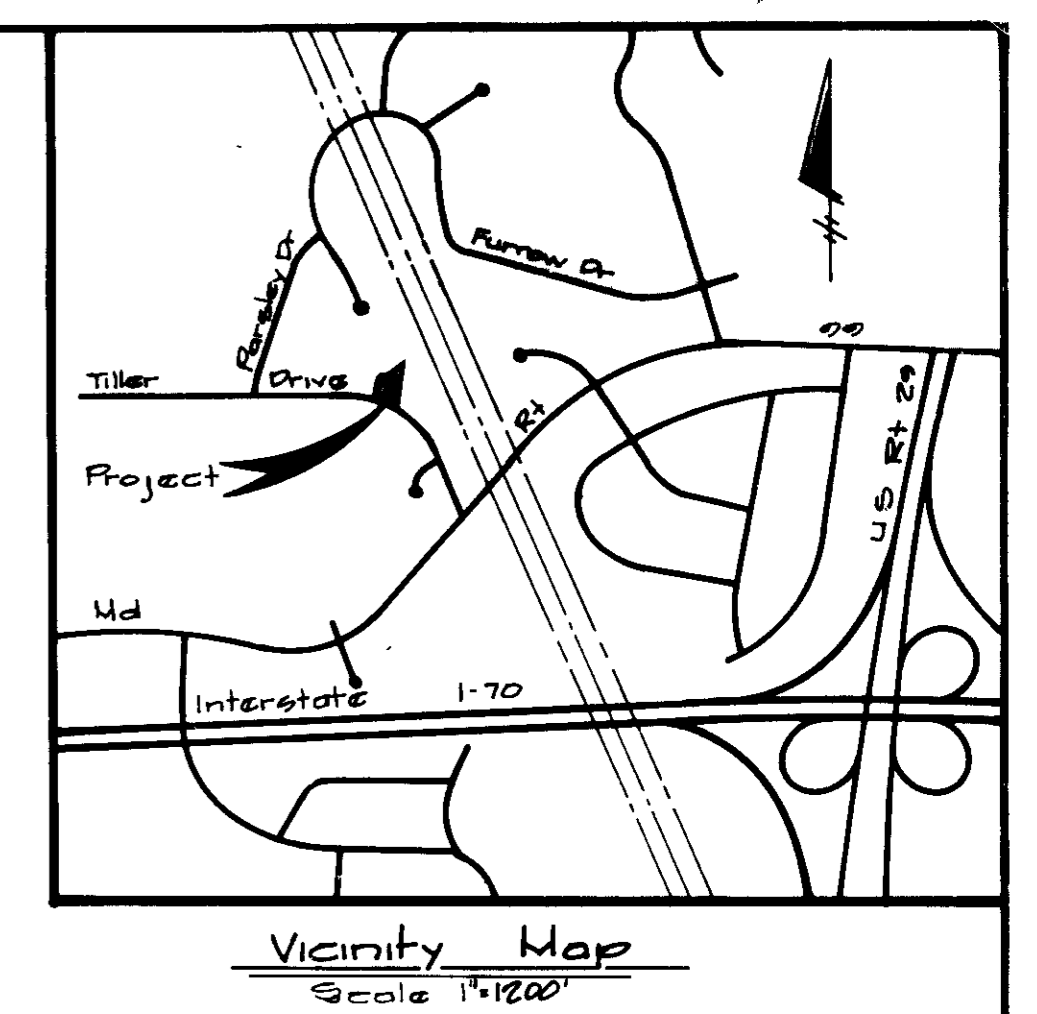 Furrow Dr
Parsley Dr
Tiller Drive
Project
Md Rt 99
US Rt 29
Interstate I-70
Vicinity Map
Scale 1"=1200'